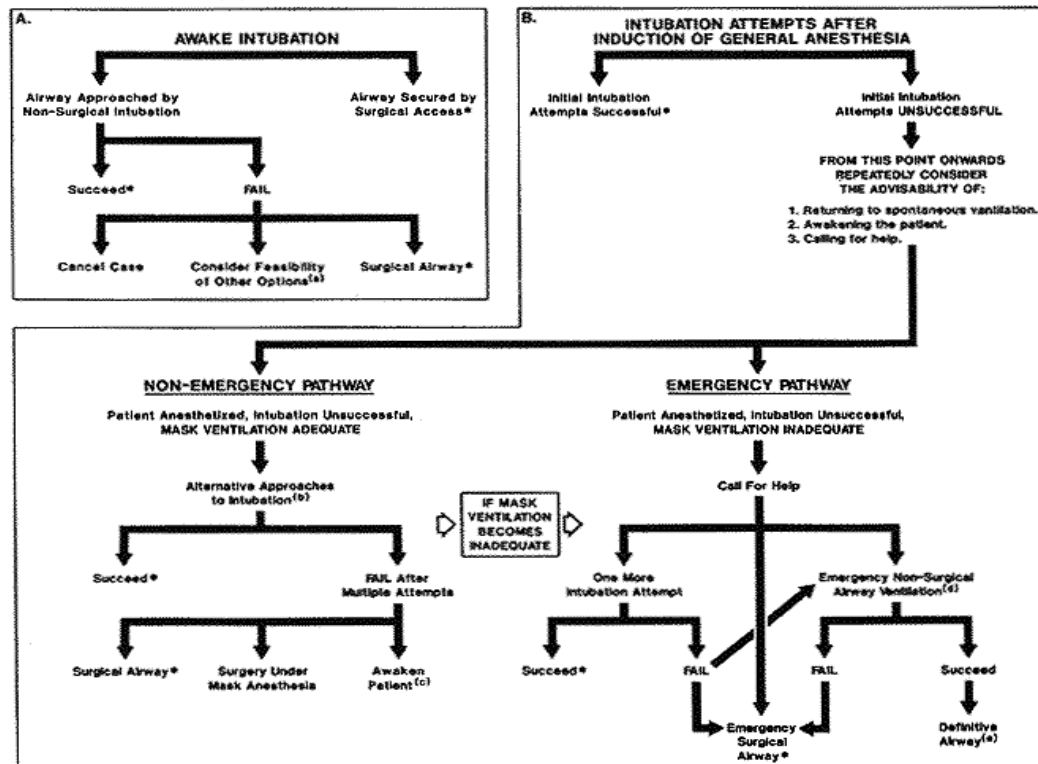 A.
AWAKE INTUBATION
Airway Approached by
Non-Surgical Intubation
Airway Secured by
Surgical Access*
Succeed*
FAIL
Cancel Case
Consider Feasibility
of Other Options(a)
Surgical Airway*
B.
INTUBATION ATTEMPTS AFTER
INDUCTION OF GENERAL ANESTHESIA
Initial Intubation
Attempts Successful*
Initial Intubation
Attempts UNSUCCESSFUL
FROM THIS POINT ONWARDS
REPEATEDLY CONSIDER
THE ADVISABILITY OF:
1. Returning to spontaneous ventilation.
2. Awakening the patient.
3. Calling for help.
NON-EMERGENCY PATHWAY
Patient Anesthetized, Intubation Unsuccessful,
MASK VENTILATION ADEQUATE
Alternative Approaches
to Intubation(b)
Succeed*
FAIL After
Multiple Attempts
Surgical Airway*
Surgery Under
Mask Anesthesia
Awaken
Patient(c)
IF MASK
VENTILATION
BECOMES
INADEQUATE
EMERGENCY PATHWAY
Patient Anesthetized, Intubation Unsuccessful,
MASK VENTILATION INADEQUATE
Call For Help
One More
Intubation Attempt
Emergency Non-Surgical
Airway Ventilation(d)
Succeed*
FAIL
FAIL
Succeed
Emergency
Surgical
Airway*
Definitive
Airway(e)